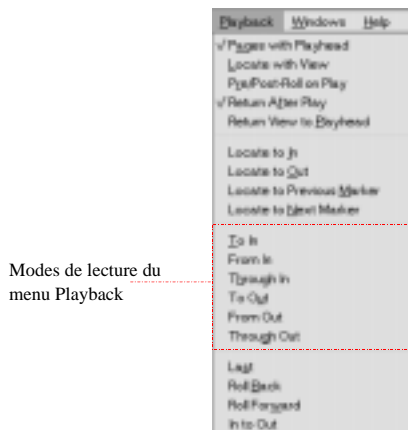 Playback Windows Help
√ Pages with Playhead
Locate with View
Pre/Post-Roll on Play
√ Return After Play
Return View to Playhead
Locate to In
Locate to Out
Locate to Previous Marker
Locate to Next Marker
Modes de lecture du
menu Playback
To In
From In
Through In
To Out
From Out
Through Out
Last
Roll Back
Roll Forward
In to Out